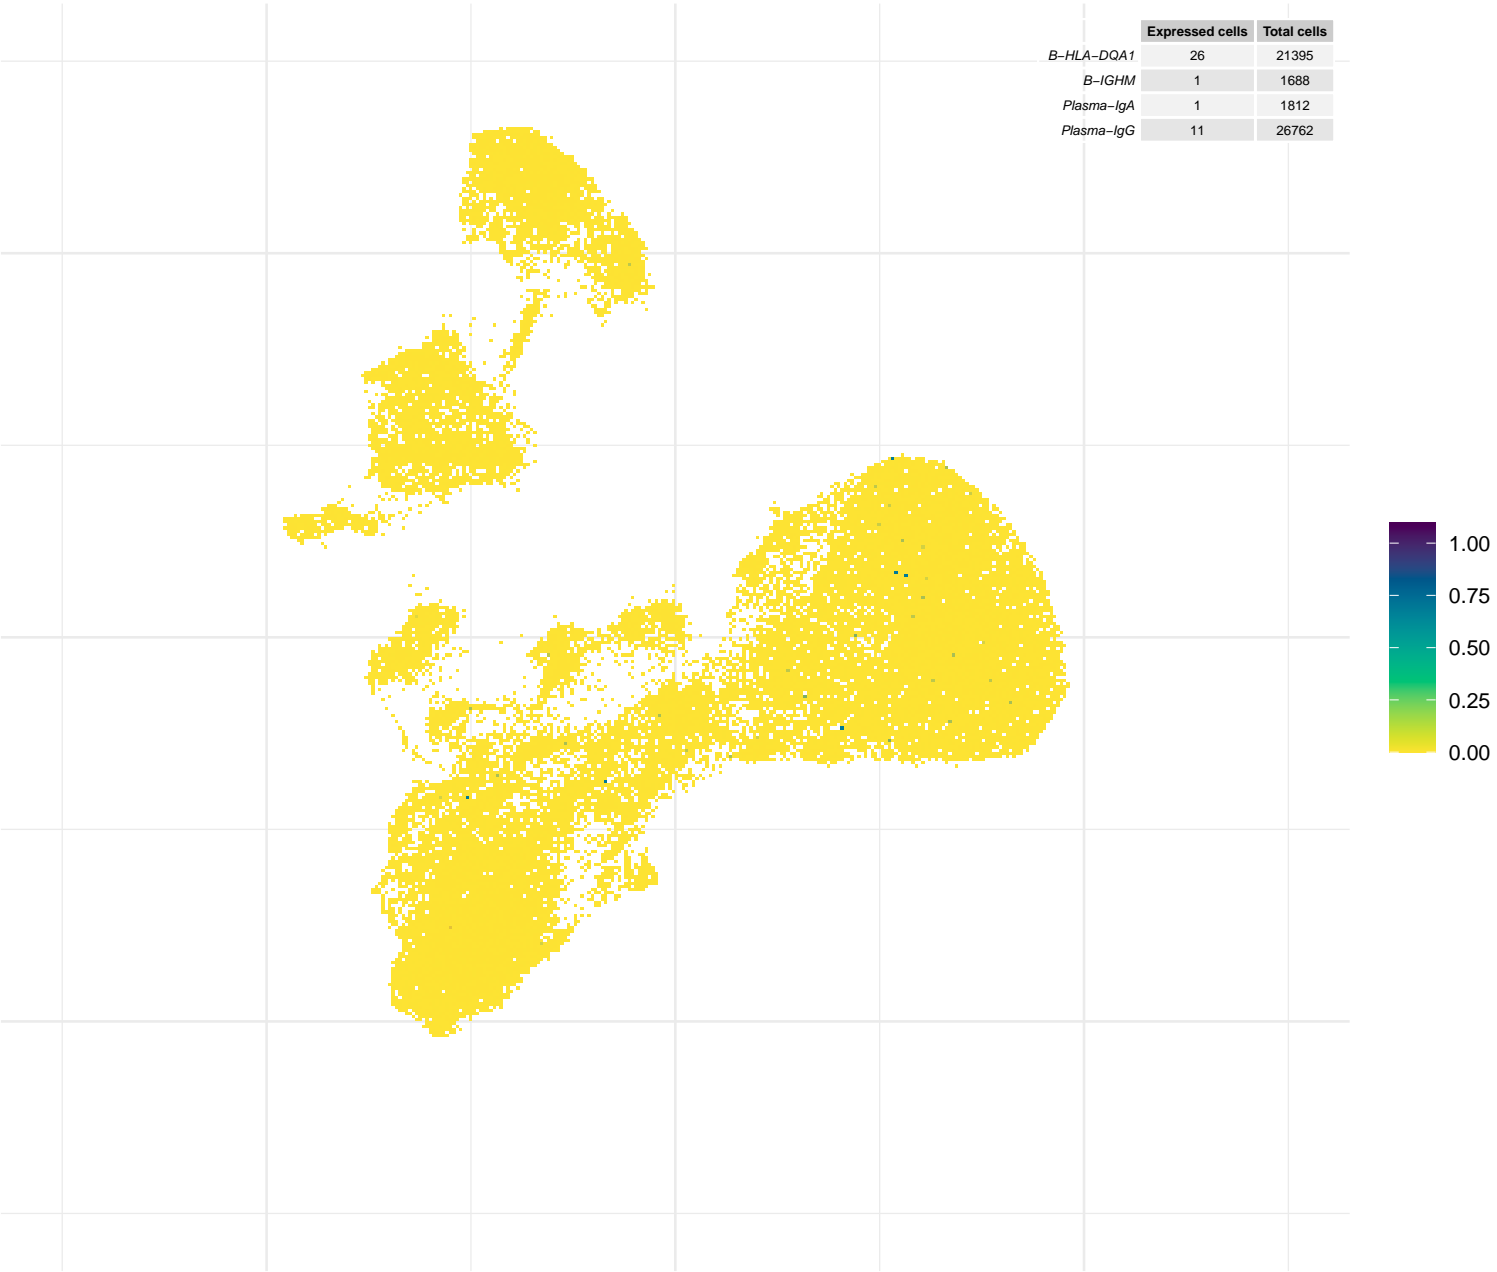 Expressed cells Total cells
B–HLA–DQA1 26 21395
B–IGHM 1 1688
Plasma–IgA 1 1812
Plasma–IgG 11 26762
1.00
0.75
0.50
0.25
0.00